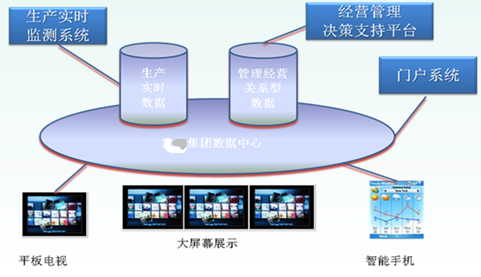 生产实时
监测系统
经营管理
决策支持平台
门户系统
生产
实时
数据
管理经营
关系型
数据
集团数据中心
平板电视
大屏幕展示
智能手机